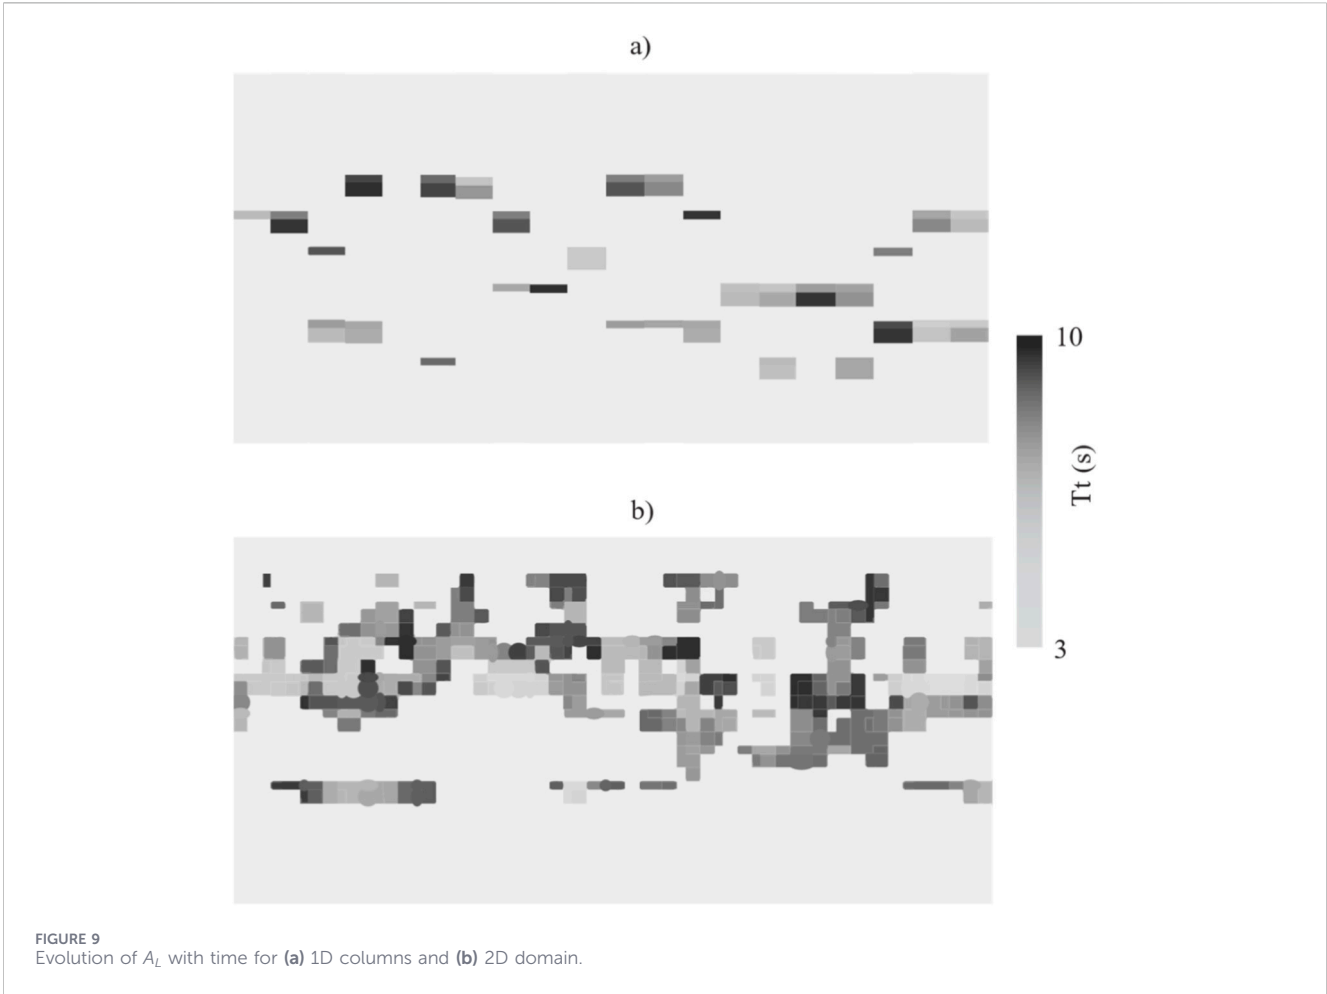 a)
10
Tt (s)
3
b)
FIGURE 9
Evolution of A_L with time for (a) 1D columns and (b) 2D domain.